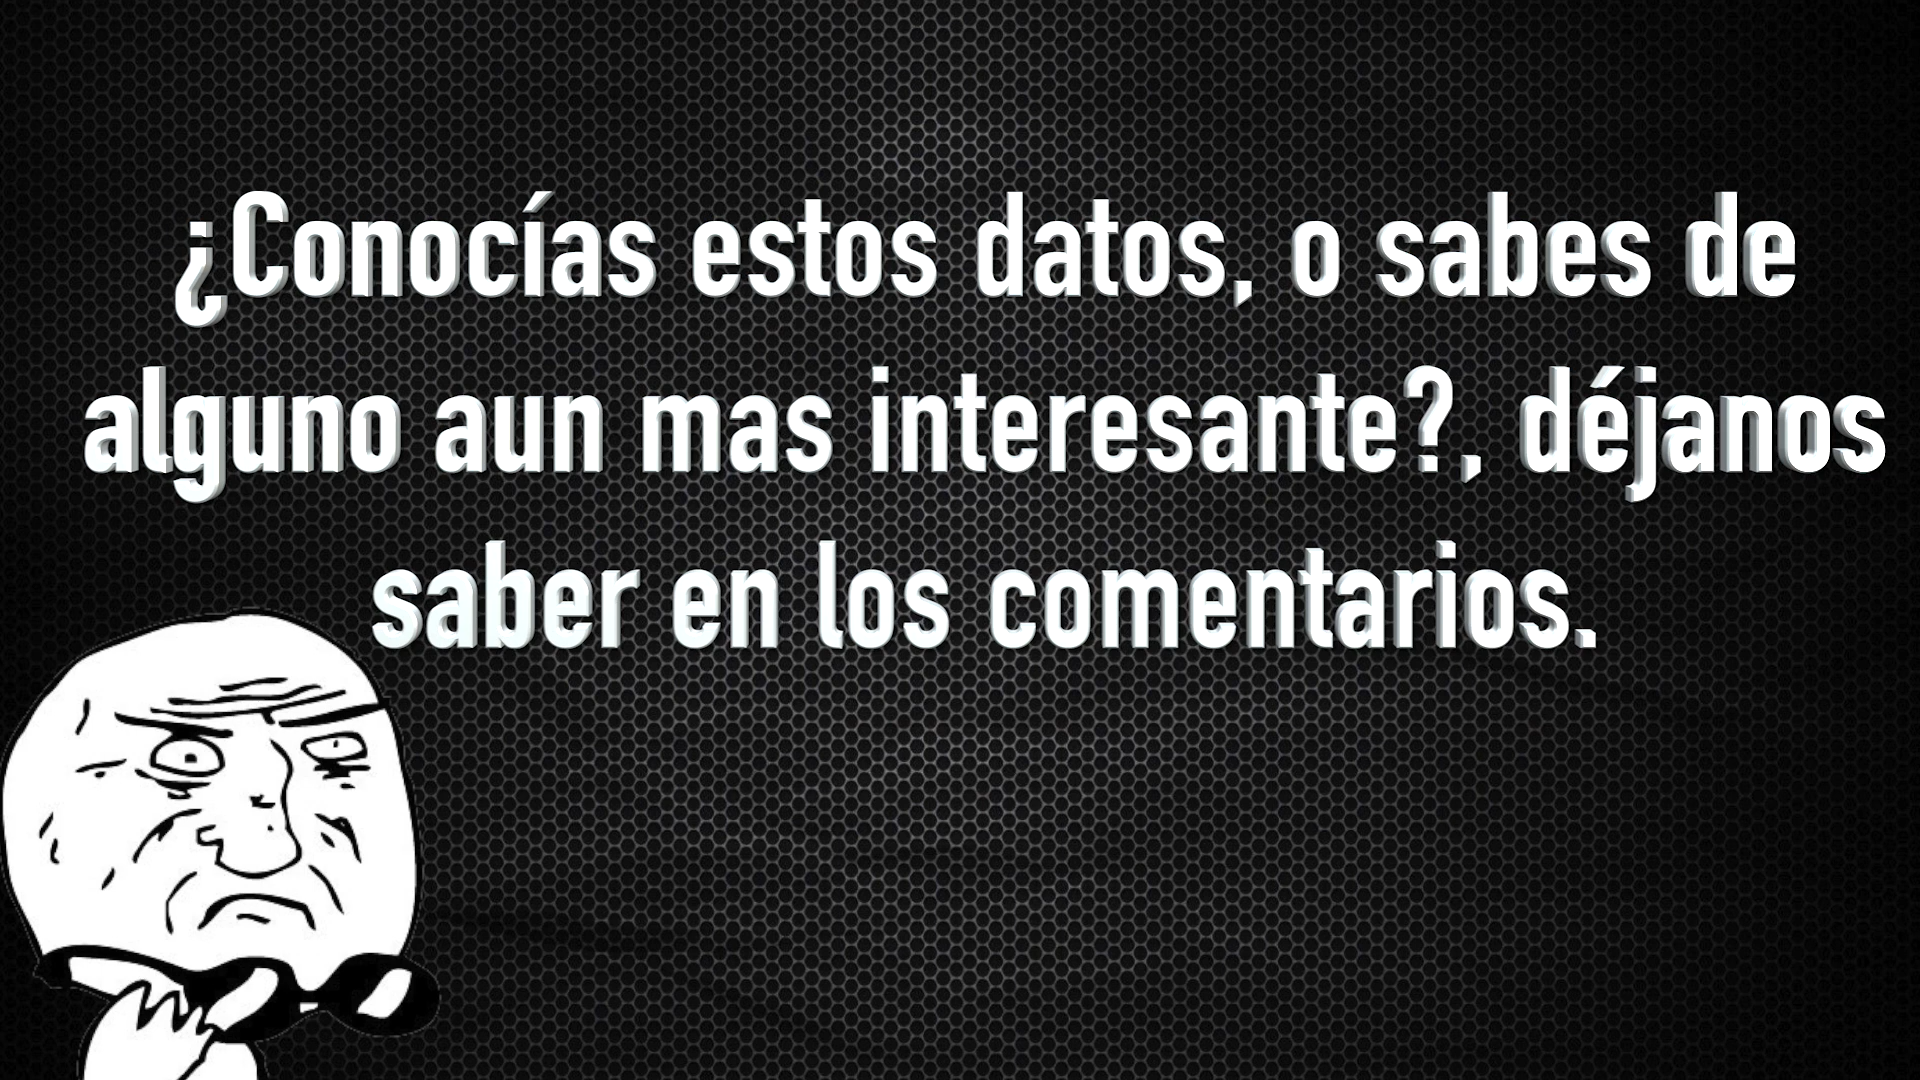 ¿Conocías estos datos, o sabes de
alguno aun mas interesante?, déjanos
saber en los comentarios.